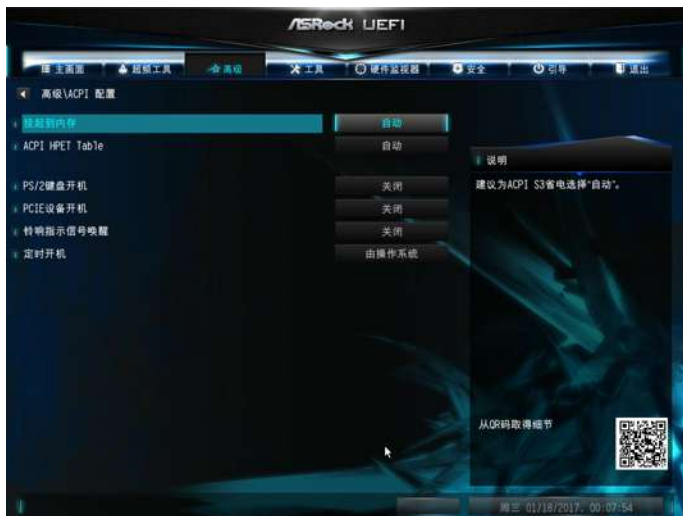 ASRock UEFI
主画面 超频工具 高级 工具 硬件监视器 安全 引导 退出
高级\ACPI 配置
挂起到内存 自动
ACPI HPET Table 自动
说明
建议为ACPI S3省电选择"自动"。
PS/2键盘开机 关闭
PCIE设备开机 关闭
铃响指示信号唤醒 关闭
定时开机 由操作系统
从QR码取得细节
周三 01/18/2017. 00:07:54